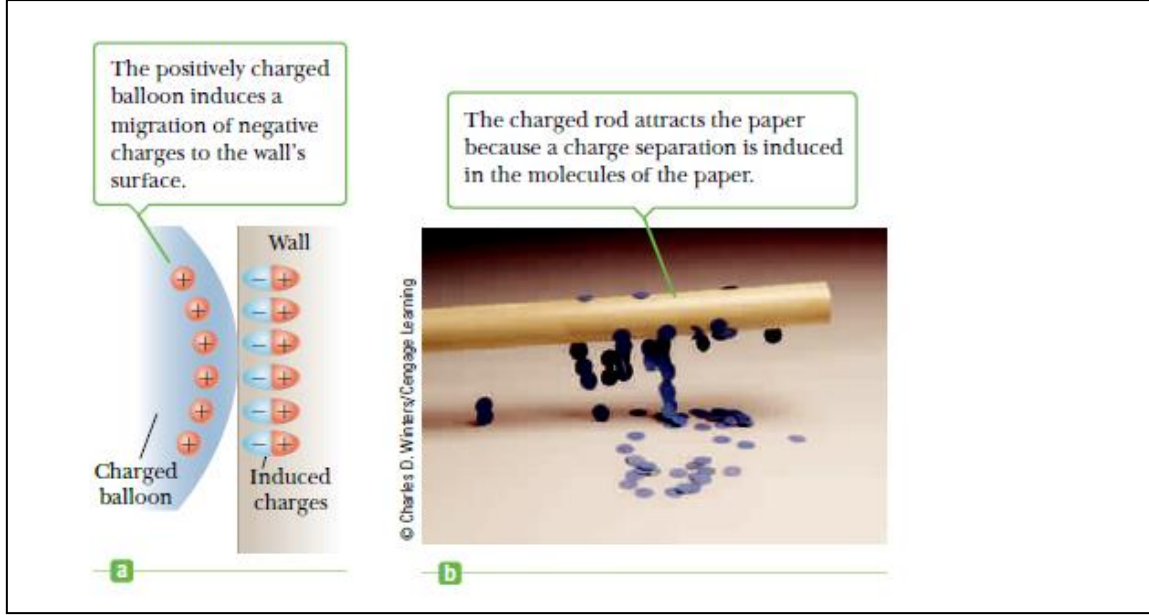 The positively charged
balloon induces a
migration of negative
charges to the wall's
surface.
The charged rod attracts the paper
because a charge separation is induced
in the molecules of the paper.
Wall
+ - +
+ - +
+ - +
+ - +
+ - +
+ - +
Charged
balloon
Induced
charges
© Charles D. Winters/Cengage Learning
a
b